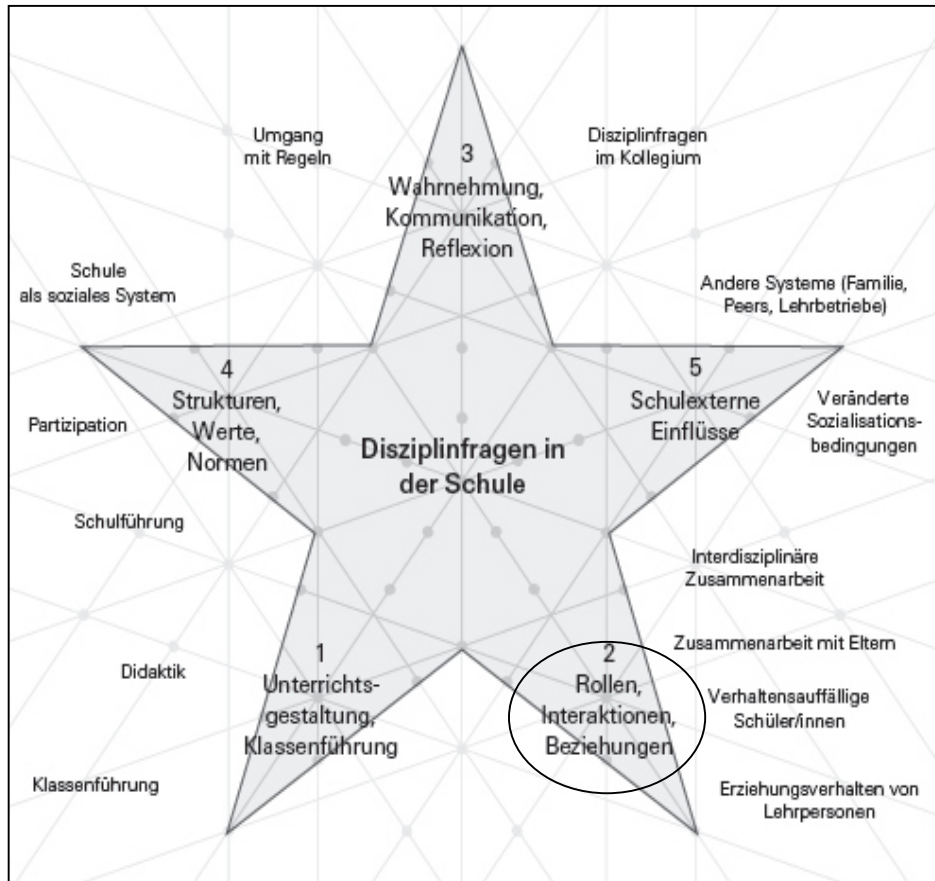 Umgang
mit Regeln
Disziplinfragen
im Kollegium
3
Wahrnehmung,
Kommunikation,
Reflexion
Schule
als soziales System
Andere Systeme (Familie,
Peers, Lehrbetriebe)
4
Strukturen,
Werte,
Normen
5
Schulexterne
Einflüsse
Veränderte
Sozialisations-
bedingungen
Partizipation
Disziplinfragen in
der Schule
Schulführung
Interdisziplinäre
Zusammenarbeit
Didaktik
1
Unterrichts-
gestaltung,
Klassenführung
2
Rollen,
Interaktionen,
Beziehungen
Zusammenarbeit mit Eltern
Verhaltensauffällige
Schüler/innen
Klassenführung
Erziehungsverhalten von
Lehrpersonen